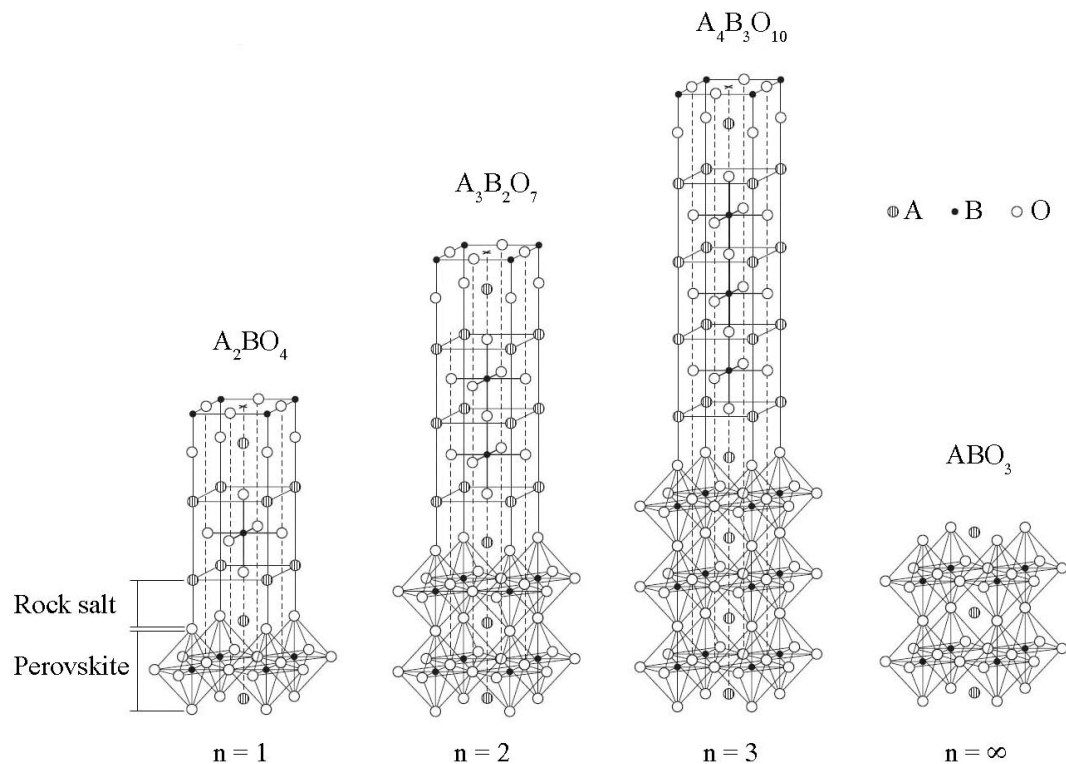 A₄B₃O₁₀
A₃B₂O₇
A B O
A₂BO₄
ABO₃
Rock salt
Perovskite
n = 1 n = 2 n = 3 n = ∞